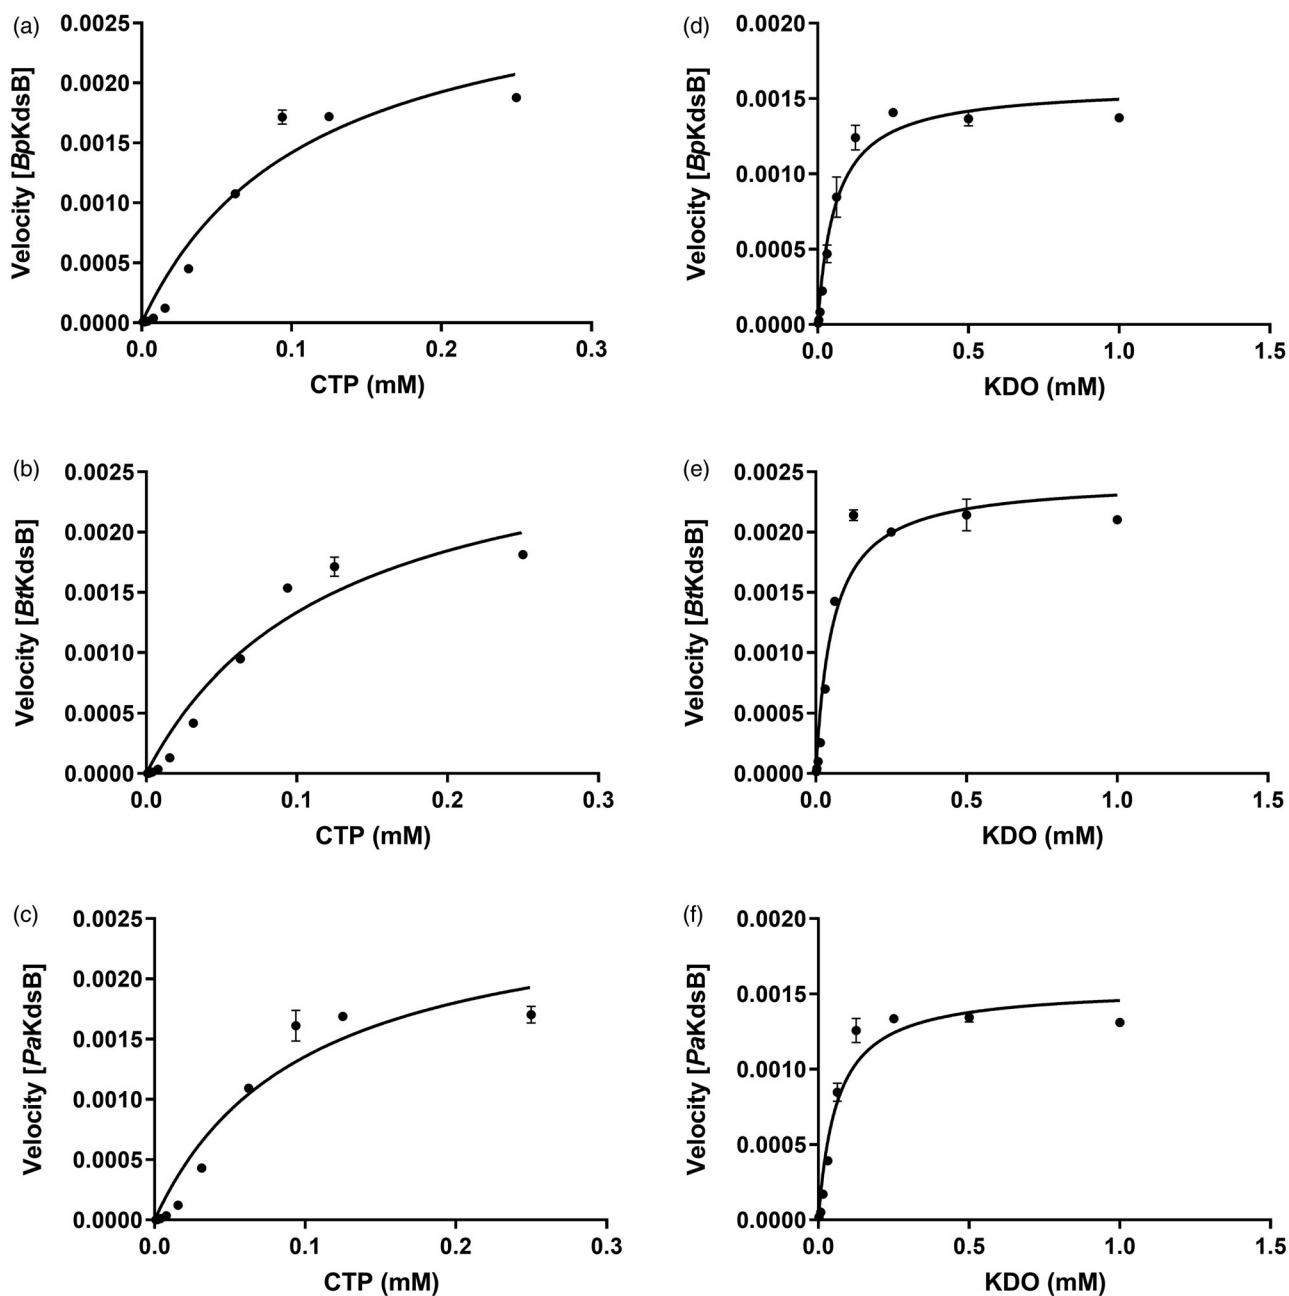 (a)
0.0025
0.0020
0.0015
0.0010
0.0005
0.0000
Velocity [BpKdsB]
0.0 0.1 0.2 0.3
CTP (mM)
(d)
0.0020
0.0015
0.0010
0.0005
0.0000
Velocity [BpKdsB]
0.0 0.5 1.0 1.5
KDO (mM)
(b)
0.0025
0.0020
0.0015
0.0010
0.0005
0.0000
Velocity [BtKdsB]
0.0 0.1 0.2 0.3
CTP (mM)
(e)
0.0025
0.0020
0.0015
0.0010
0.0005
0.0000
Velocity [BtKdsB]
0.0 0.5 1.0 1.5
KDO (mM)
(c)
0.0025
0.0020
0.0015
0.0010
0.0005
0.0000
Velocity [PaKdsB]
0.0 0.1 0.2 0.3
CTP (mM)
(f)
0.0020
0.0015
0.0010
0.0005
0.0000
Velocity [PaKdsB]
0.0 0.5 1.0 1.5
KDO (mM)